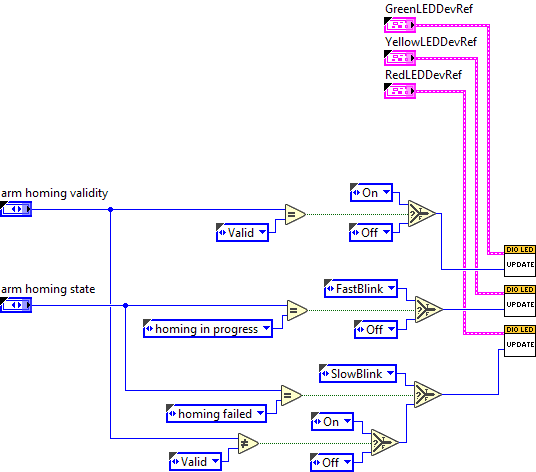 GreenLEDDevRef
YellowLEDDevRef
RedLEDDevRef
arm homing validity
On
T
?
F
=
Valid
Off
DIO LED
UPDATE
arm homing state
FastBlink
T
?
F
=
homing in progress
Off
DIO LED
UPDATE
DIO LED
UPDATE
SlowBlink
T
?
F
=
homing failed
On
T
?
F
≠
Valid
Off